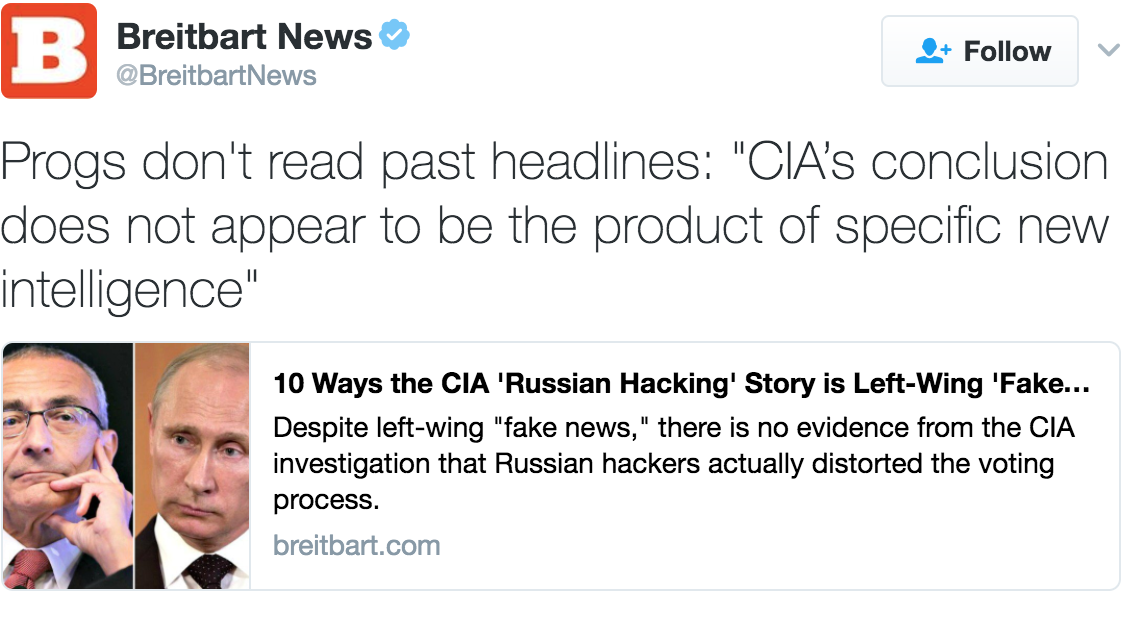 B
Breitbart News
@BreitbartNews
Follow
Progs don't read past headlines: "CIA’s conclusion
does not appear to be the product of specific new
intelligence"
10 Ways the CIA 'Russian Hacking' Story is Left-Wing 'Fake...
Despite left-wing "fake news," there is no evidence from the CIA
investigation that Russian hackers actually distorted the voting
process.
breitbart.com